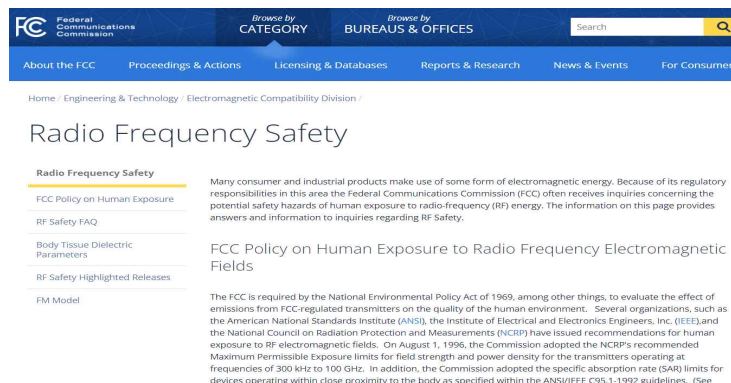 FCC
Federal
Communications
Commission
Browse by
CATEGORY
Browse by
BUREAUS & OFFICES
Search
About the FCC
Proceedings & Actions
Licensing & Databases
Reports & Research
News & Events
For Consumer
Home / Engineering & Technology / Electromagnetic Compatibility Division /
Radio Frequency Safety
Radio Frequency Safety
FCC Policy on Human Exposure
RF Safety FAQ
Body Tissue Dielectric
Parameters
RF Safety Highlighted Releases
FM Model
Many consumer and industrial products make use of some form of electromagnetic energy. Because of its regulatory
responsibilities in this area the Federal Communications Commission (FCC) often receives inquiries concerning the
potential safety hazards of human exposure to radio-frequency (RF) energy. The information on this page provides
answers and information to inquiries regarding RF Safety.
FCC Policy on Human Exposure to Radio Frequency Electromagnetic
Fields
The FCC is required by the National Environmental Policy Act of 1969, among other things, to evaluate the effect of
emissions from FCC-regulated transmitters on the quality of the human environment. Several organizations, such as
the American National Standards Institute (ANSI), the Institute of Electrical and Electronics Engineers, Inc. (IEEE),and
the National Council on Radiation Protection and Measurements (NCRP) have issued recommendations for human
exposure to RF electromagnetic fields. On August 1, 1996, the Commission adopted the NCRP's recommended
Maximum Permissible Exposure limits for field strength and power density for the transmitters operating at
frequencies of 300 kHz to 100 GHz. In addition, the Commission adopted the specific absorption rate (SAR) limits for
devices operating within close proximity to the body as specified within the ANSI/IEEE C95.1-1992 guidelines. (See